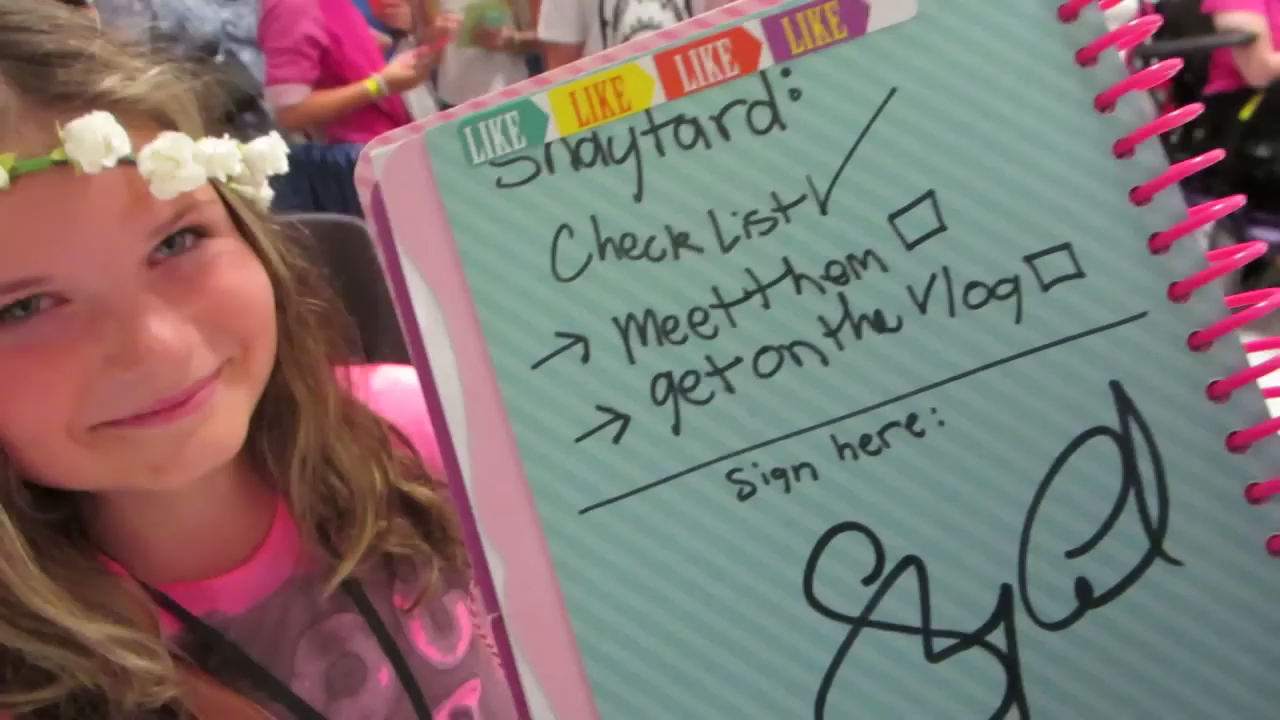 LIKE LIKE LIKE LIKE
Shaytard:
Check List
→ meet them
→ get on the Vlog
Sign here: